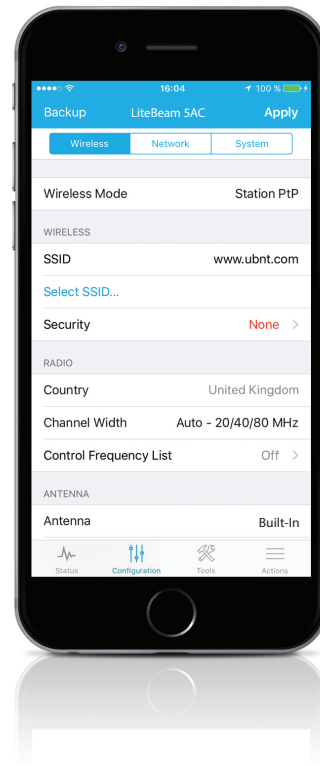 16:04
100 %
Backup LiteBeam 5AC Apply
Wireless Network System
Wireless Mode Station PtP
WIRELESS
SSID www.ubnt.com
Select SSID...
Security None
RADIO
Country United Kingdom
Channel Width Auto - 20/40/80 MHz
Control Frequency List Off
ANTENNA
Antenna Built-In
Status Configuration Tools Actions